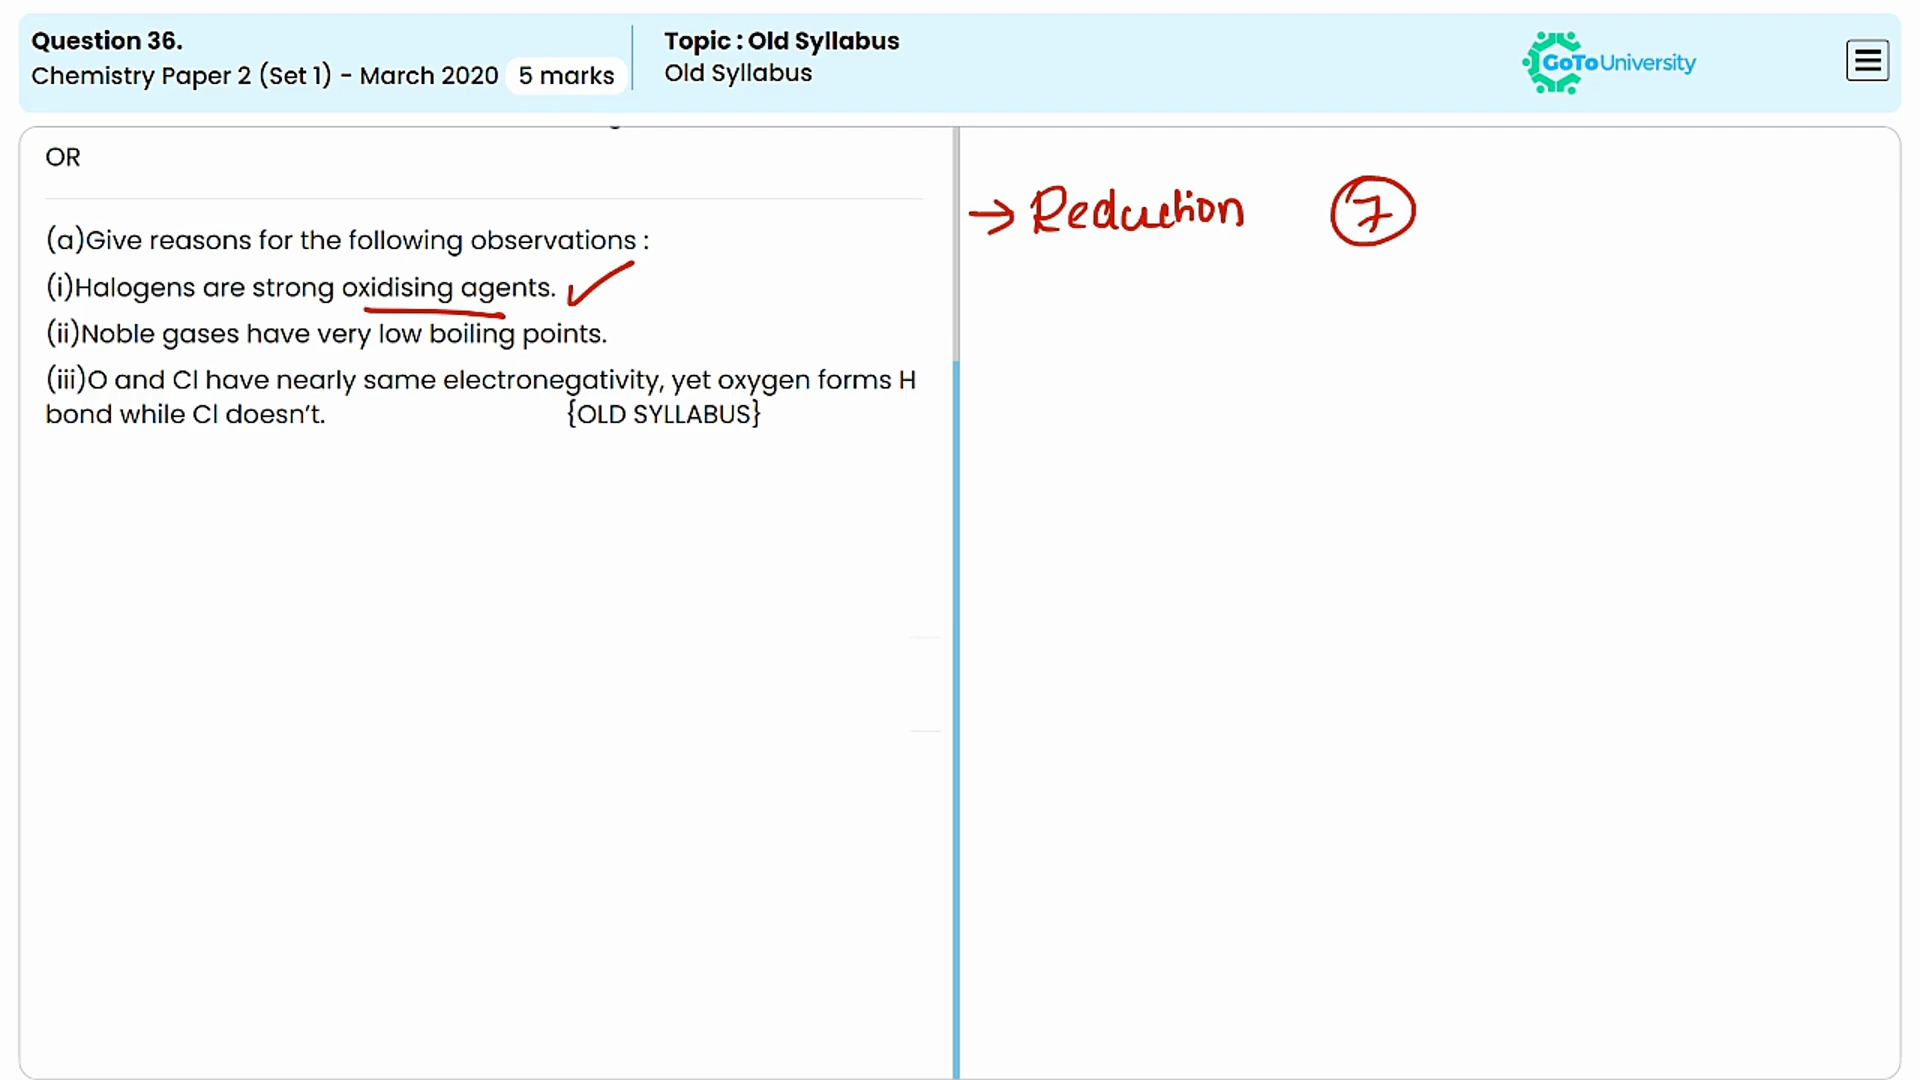 Question 36.
Chemistry Paper 2 (Set 1) - March 2020 5 marks
Topic : Old Syllabus
Old Syllabus
GoToUniversity
OR
(a)Give reasons for the following observations :
(i)Halogens are strong oxidising agents.
(ii)Noble gases have very low boiling points.
(iii)O and Cl have nearly same electronegativity, yet oxygen forms H
bond while Cl doesn't. {OLD SYLLABUS}
→ Reduction 7